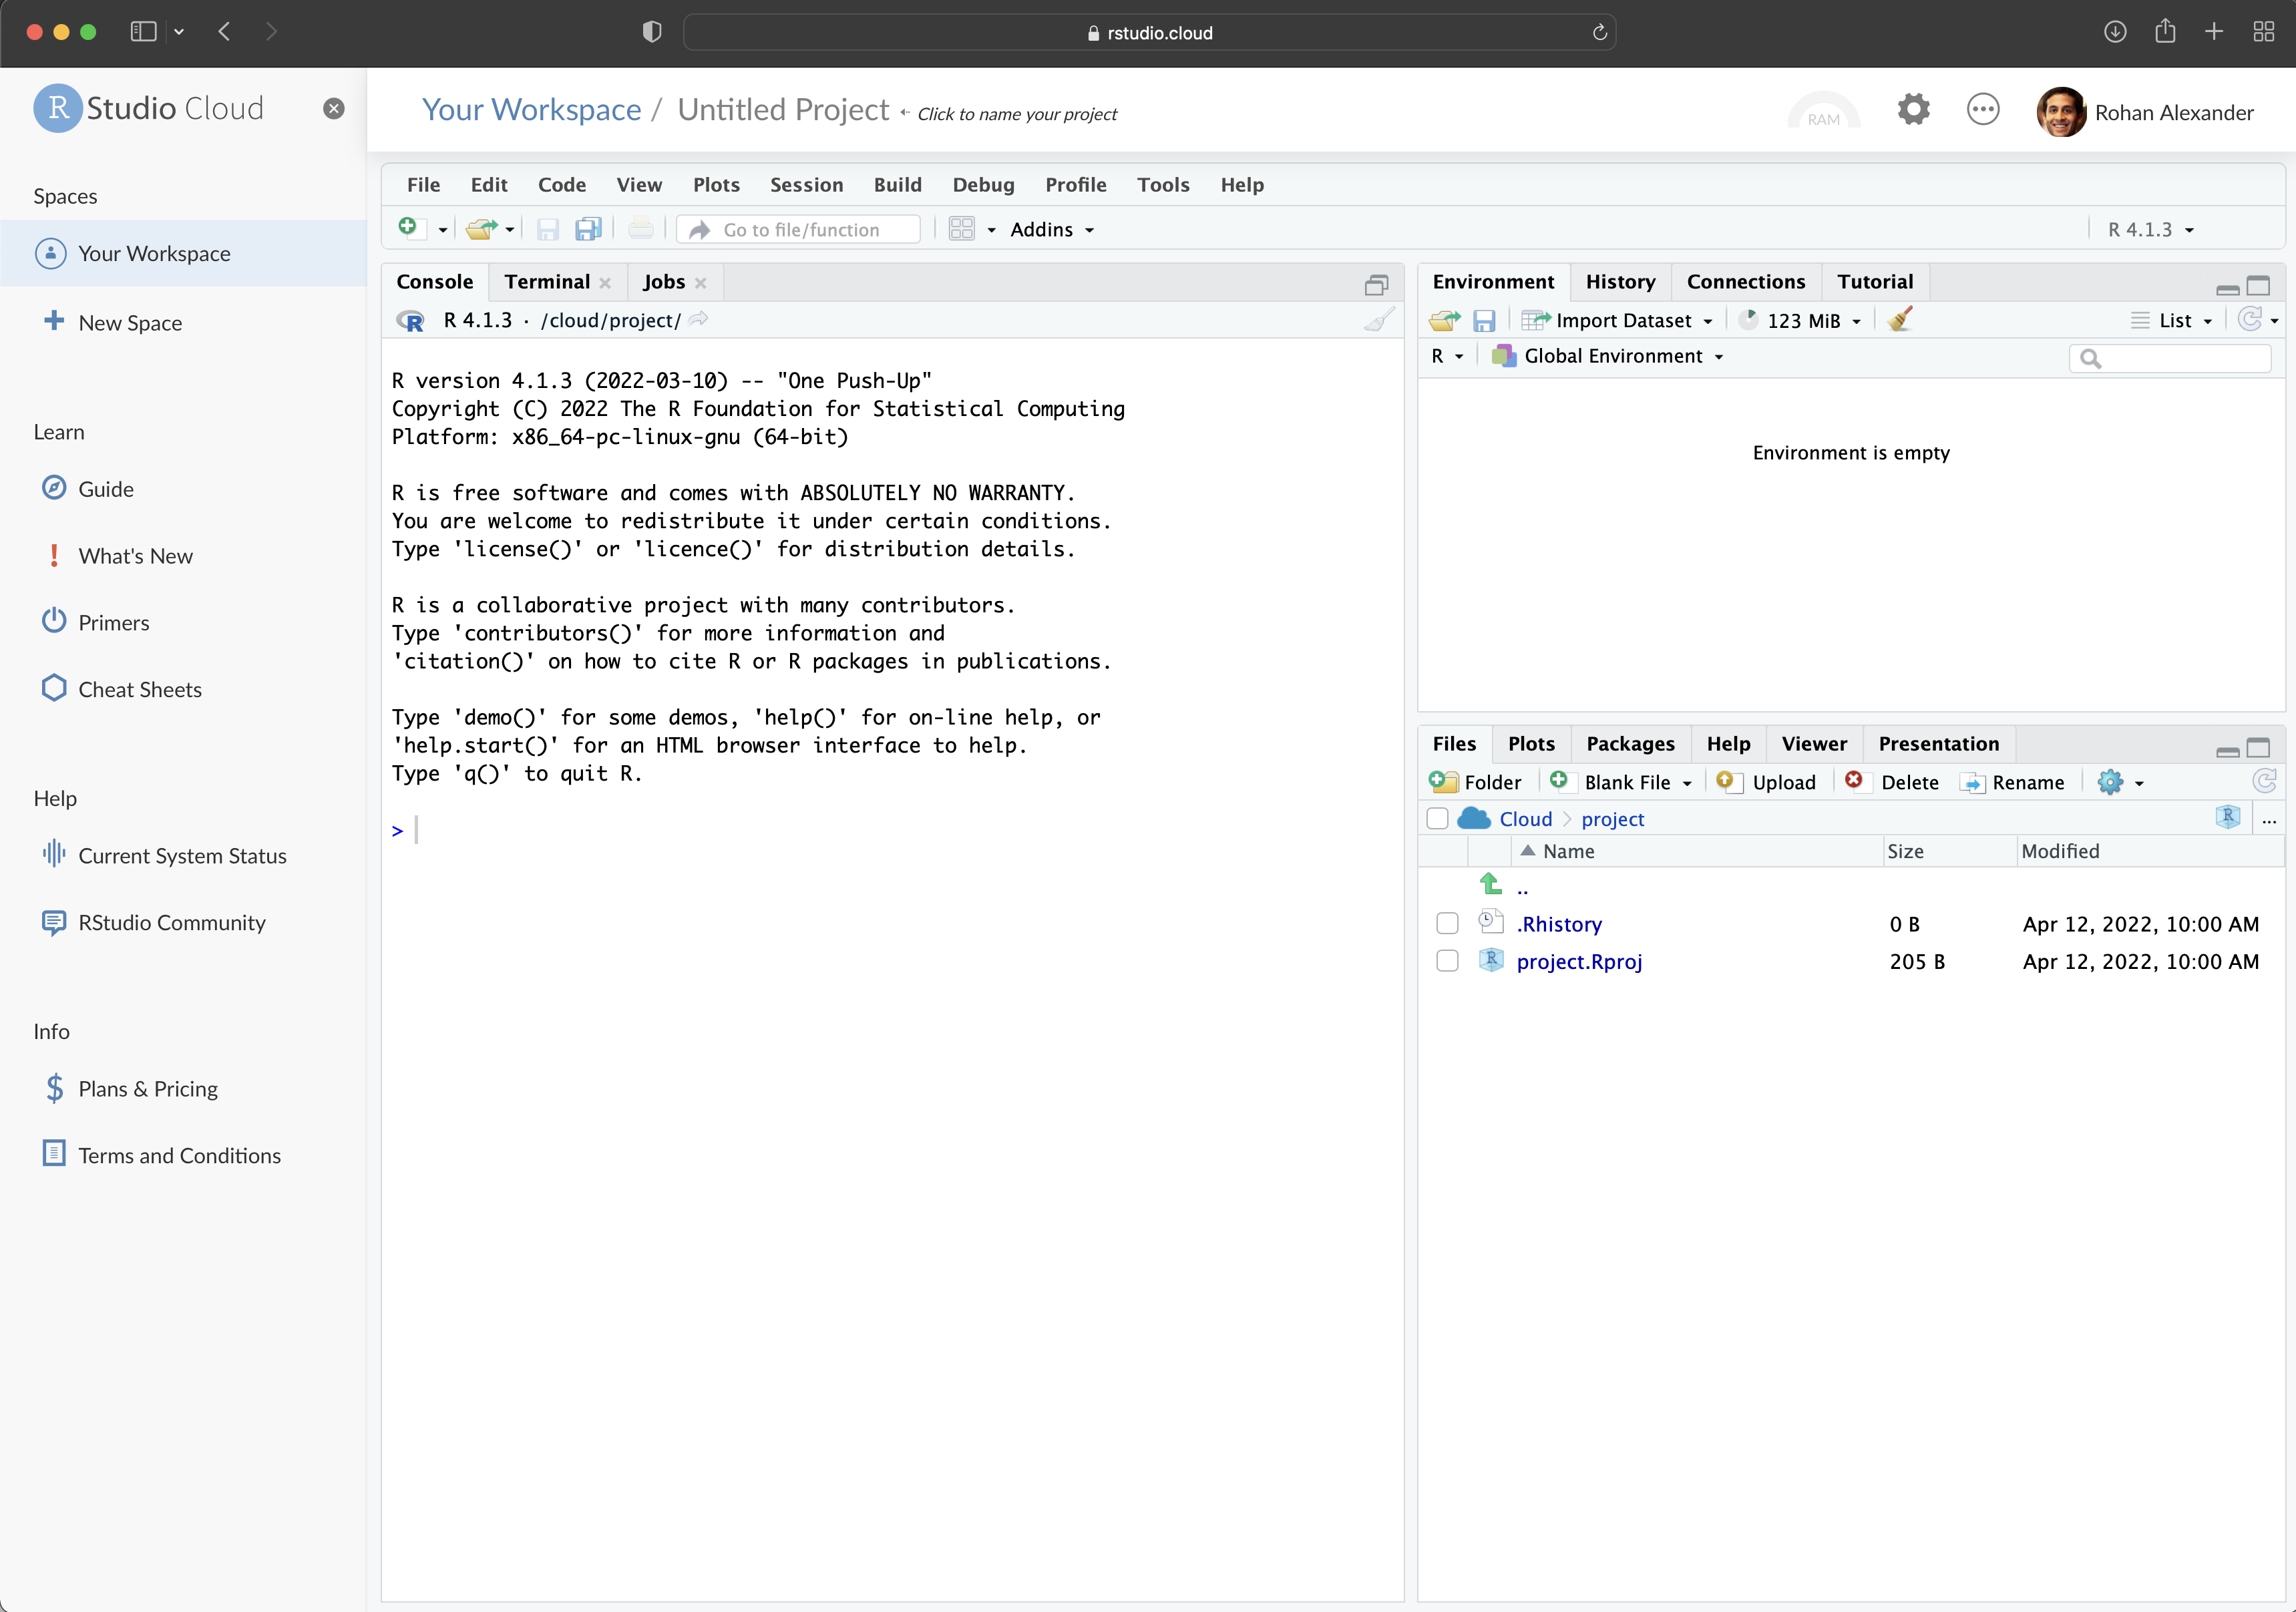 rstudio.cloud
R Studio Cloud
Your Workspace / Untitled Project Click to name your project
RAM
Rohan Alexander
Spaces
Your Workspace
New Space
Learn
Guide
What's New
Primers
Cheat Sheets
Help
Current System Status
RStudio Community
Info
Plans & Pricing
Terms and Conditions
File Edit Code View Plots Session Build Debug Profile Tools Help
Go to file/function Addins R 4.1.3
Console Terminal Jobs
R 4.1.3 · /cloud/project/
R version 4.1.3 (2022-03-10) -- "One Push-Up"
Copyright (C) 2022 The R Foundation for Statistical Computing
Platform: x86_64-pc-linux-gnu (64-bit)
R is free software and comes with ABSOLUTELY NO WARRANTY.
You are welcome to redistribute it under certain conditions.
Type 'license()' or 'licence()' for distribution details.
R is a collaborative project with many contributors.
Type 'contributors()' for more information and
'citation()' on how to cite R or R packages in publications.
Type 'demo()' for some demos, 'help()' for on-line help, or
'help.start()' for an HTML browser interface to help.
Type 'q()' to quit R.
>
Environment History Connections Tutorial
Import Dataset 123 MiB List
R Global Environment
Environment is empty
Files Plots Packages Help Viewer Presentation
Folder Blank File Upload Delete Rename
Cloud project ...
Name Size Modified
..
.Rhistory 0 B Apr 12, 2022, 10:00 AM
project.Rproj 205 B Apr 12, 2022, 10:00 AM